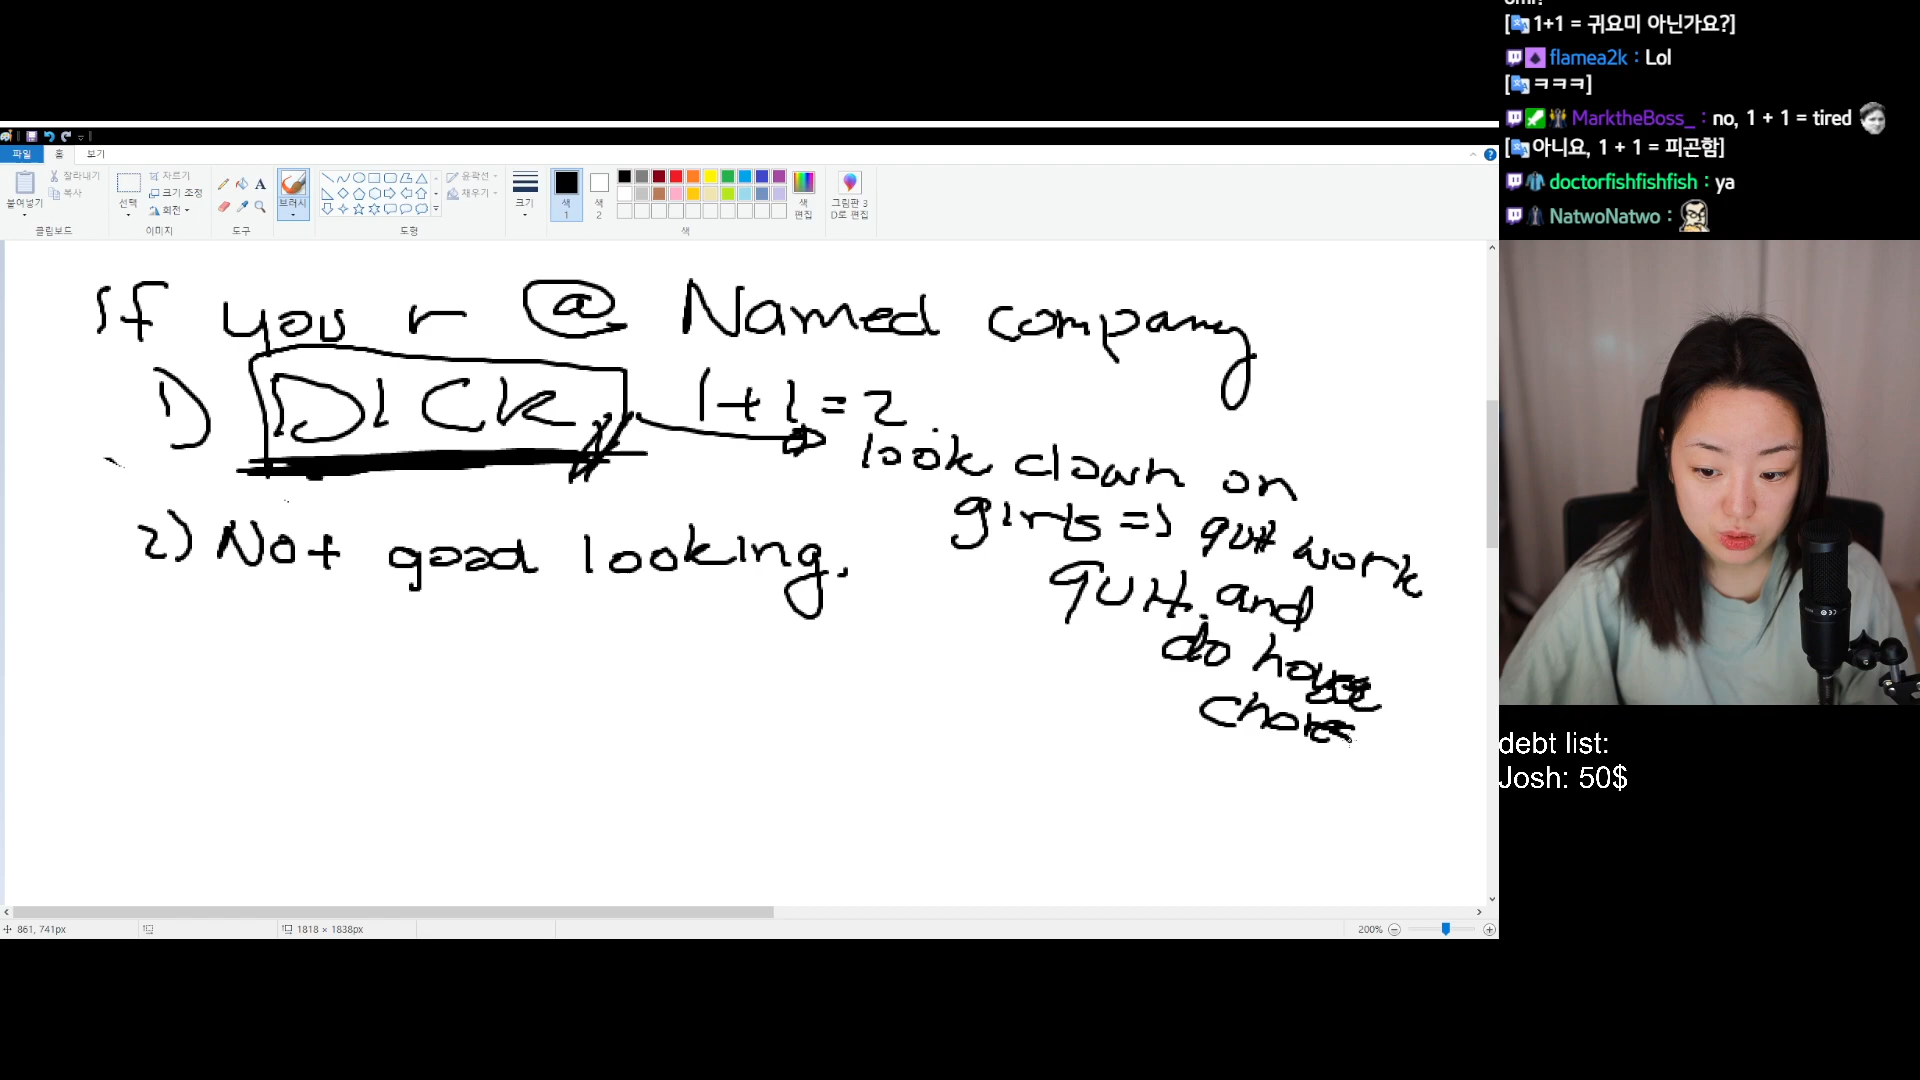 [1+1 = 귀요미 아닌가요?]
flamea2k : Lol
[ㅋㅋㅋ]
MarktheBoss_ : no, 1 + 1 = tired
[아니요, 1 + 1 = 피곤함]
doctorfishfishfish : ya
NatwoNatwo :
파일 홈 보기
붙여넣기
잘라내기
복사
클립보드
선택
자르기
크기 조정
회전
이미지
A
도구
브러시
윤곽선
채우기
도형
크기
색 1
색 2
색 편집
색
그림판 3D로 편집
If you r @ Named company
1) DICK 1+1=2
look down on
girls => quit work
quit. and
do house
chores
2) Not good looking.
861, 741px
1818 × 1838px
200%
debt list:
Josh: 50$